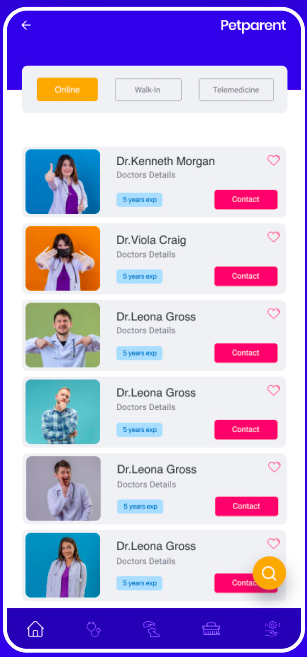 Petparent
Online
Walk-in
Telemedicine
Dr.Kenneth Morgan
Doctors Details
5 years exp
Contact
Dr.Viola Craig
Doctors Details
5 years exp
Contact
Dr.Leona Gross
Doctors Details
5 years exp
Contact
Dr.Leona Gross
Doctors Details
5 years exp
Contact
Dr.Leona Gross
Doctors Details
5 years exp
Contact
Dr.Leona Gross
Doctors Details
5 years exp